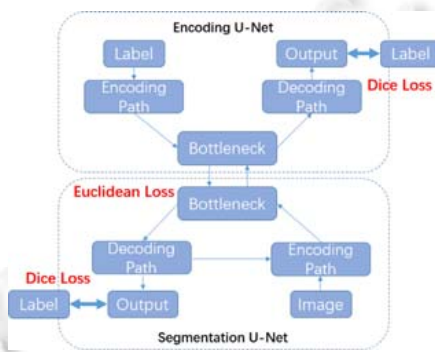 Encoding U-Net
Label
Output
Label
Encoding
Path
Decoding
Path
Dice Loss
Bottleneck
Euclidean Loss
Bottleneck
Decoding
Path
Encoding
Path
Dice Loss
Label
Output
Image
Segmentation U-Net